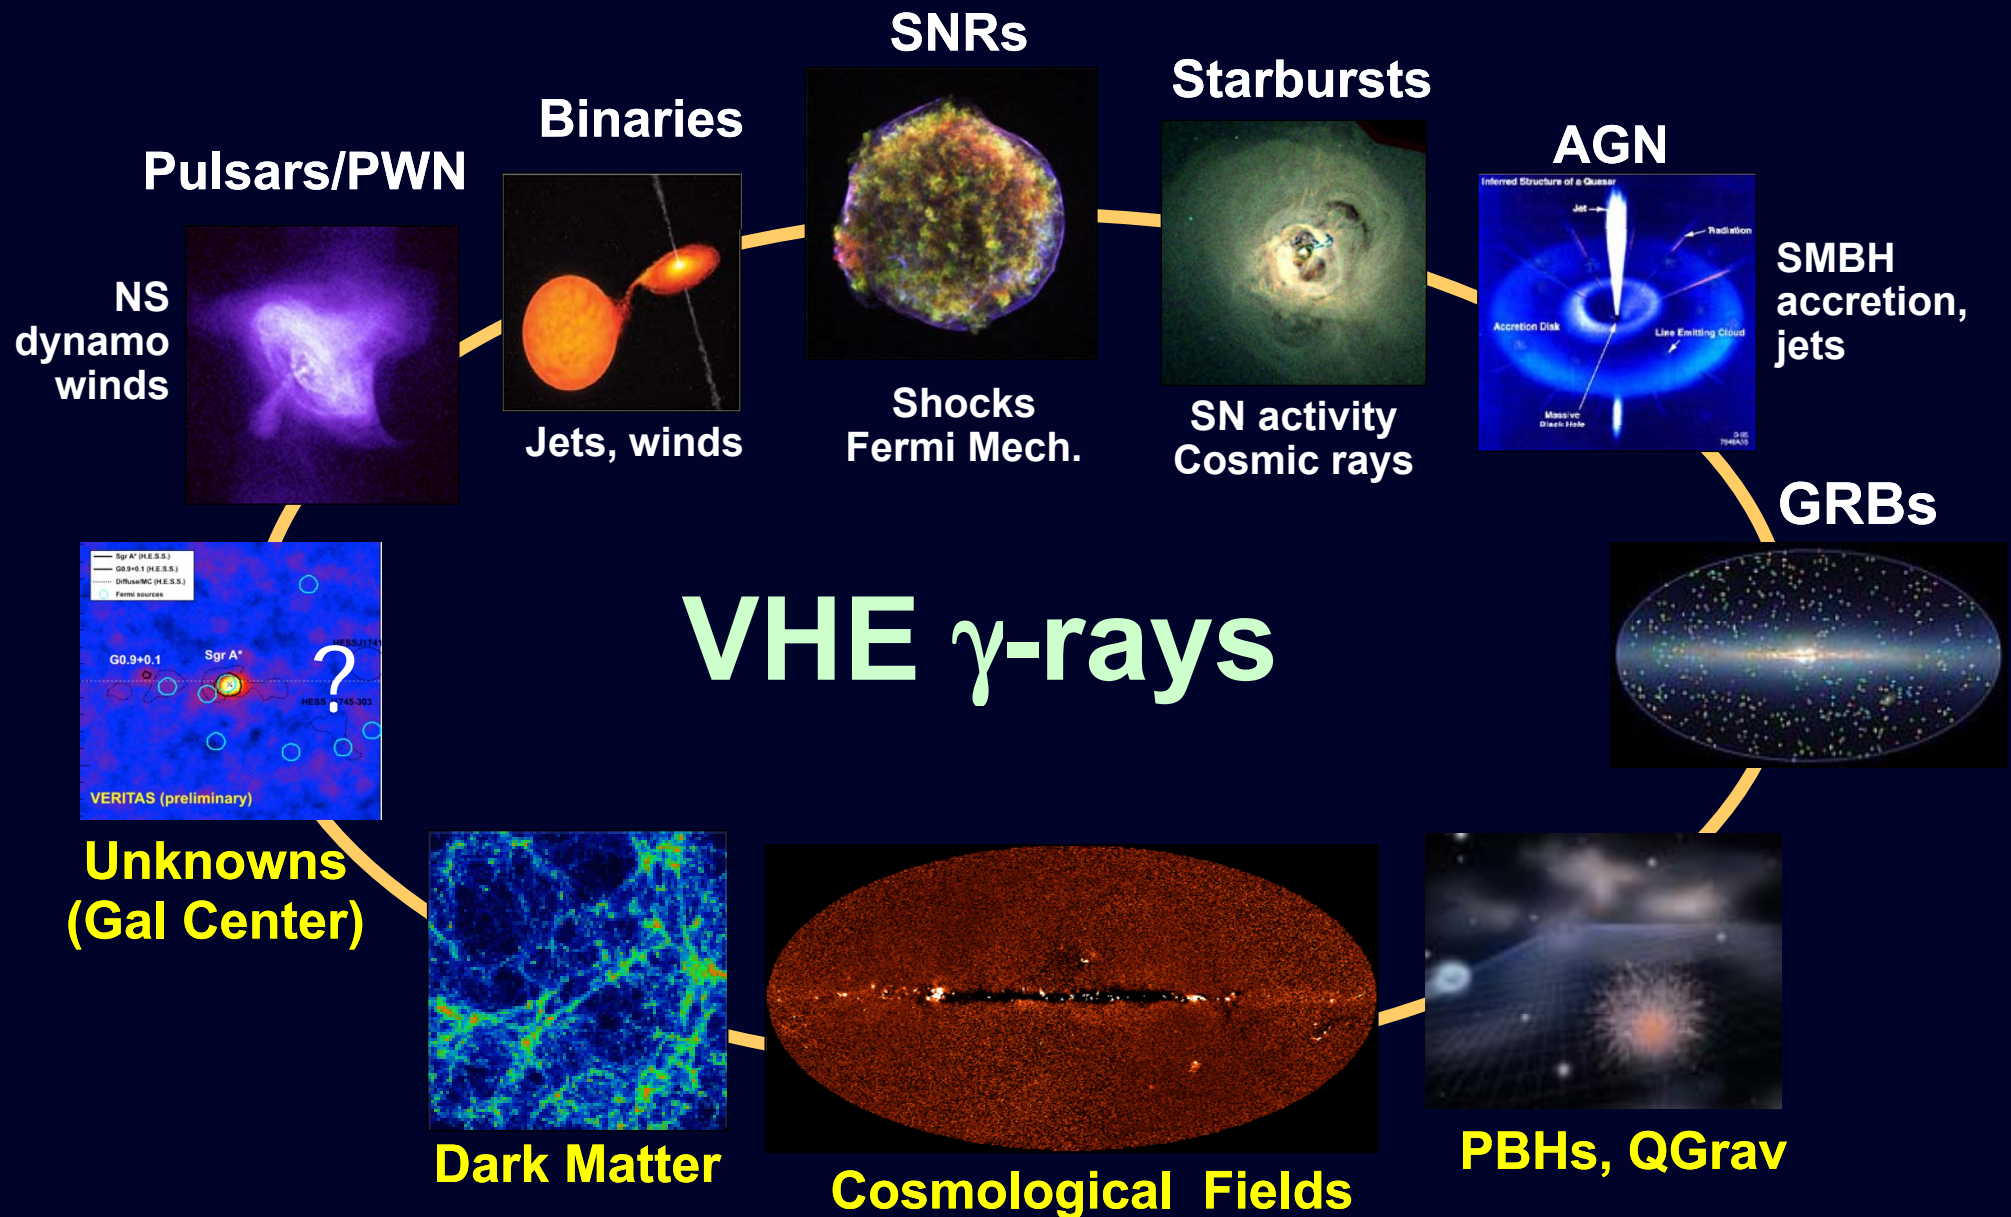 SNRs
Starbursts
Binaries
AGN
Pulsars/PWN
Inferred Structure of a Quasar
Jet
Radiation
Accretion Disk
Line Emitting Cloud
Massive
Black Hole
NS
dynamo
winds
Jets, winds
Shocks
Fermi Mech.
SN activity
Cosmic rays
SMBH
accretion,
jets
GRBs
Sgr A* (H.E.S.S.)
G0.9+0.1 (H.E.S.S.)
Diffuse/MC (H.E.S.S.)
Fermi sources
HESSJ1741
G0.9+0.1
Sgr A*
?
VERITAS (preliminary)
VHE γ-rays
Unknowns
(Gal Center)
Dark Matter
Cosmological Fields
PBHs, QGrav